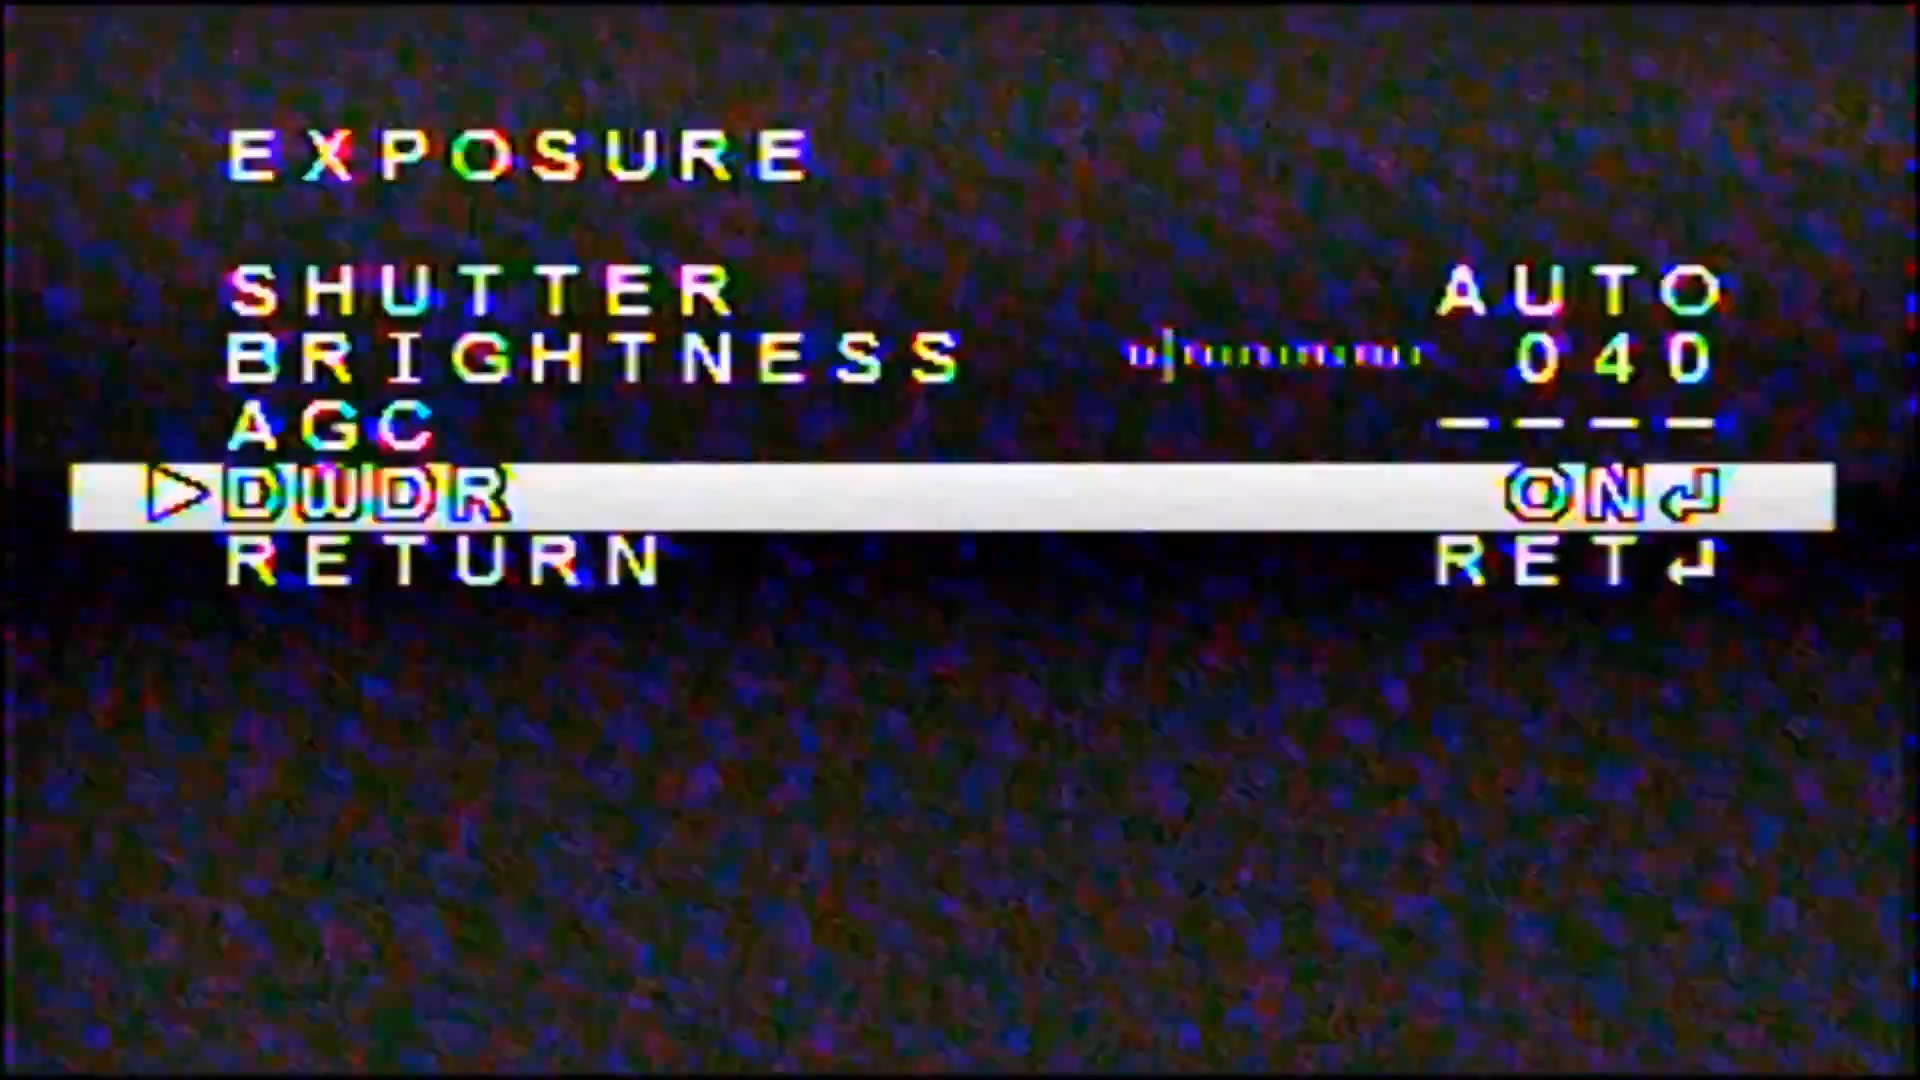 EXPOSURE
SHUTTER AUTO
BRIGHTNESS 040
AGC ----
▷DWDR ON↵
RETURN RET↵